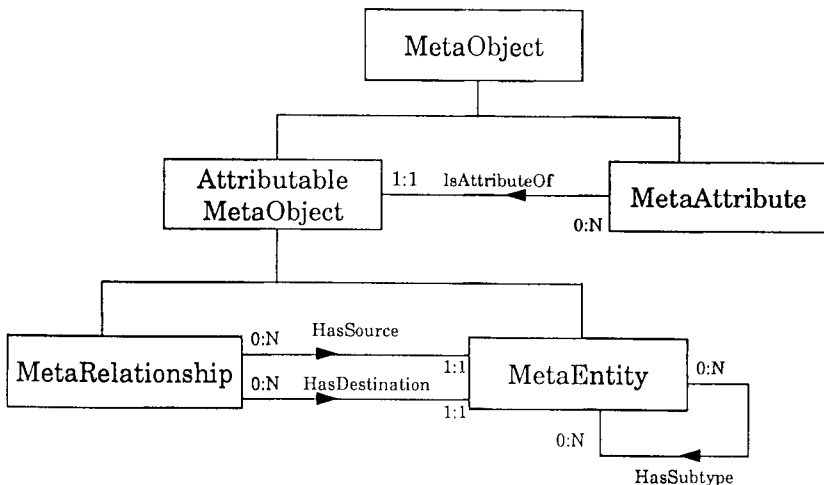 MetaObject
Attributable
MetaObject
1:1
IsAttributeOf
0:N
MetaAttribute
MetaRelationship
0:N
HasSource
1:1
0:N
HasDestination
1:1
MetaEntity
0:N
0:N
HasSubtype